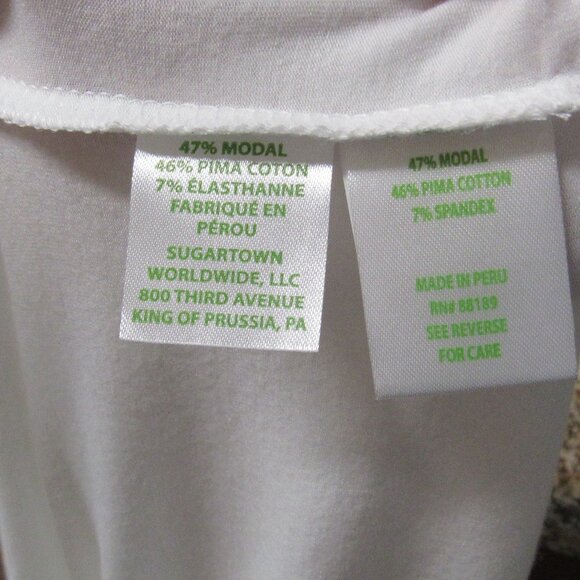 47% MODAL
46% PIMA COTON
7% ÉLASTHANNE
FABRIQUÉ EN
PÉROU
SUGARTOWN
WORLDWIDE, LLC
800 THIRD AVENUE
KING OF PRUSSIA, PA
47% MODAL
46% PIMA COTTON
7% SPANDEX
MADE IN PERU
RN# 88189
SEE REVERSE
FOR CARE